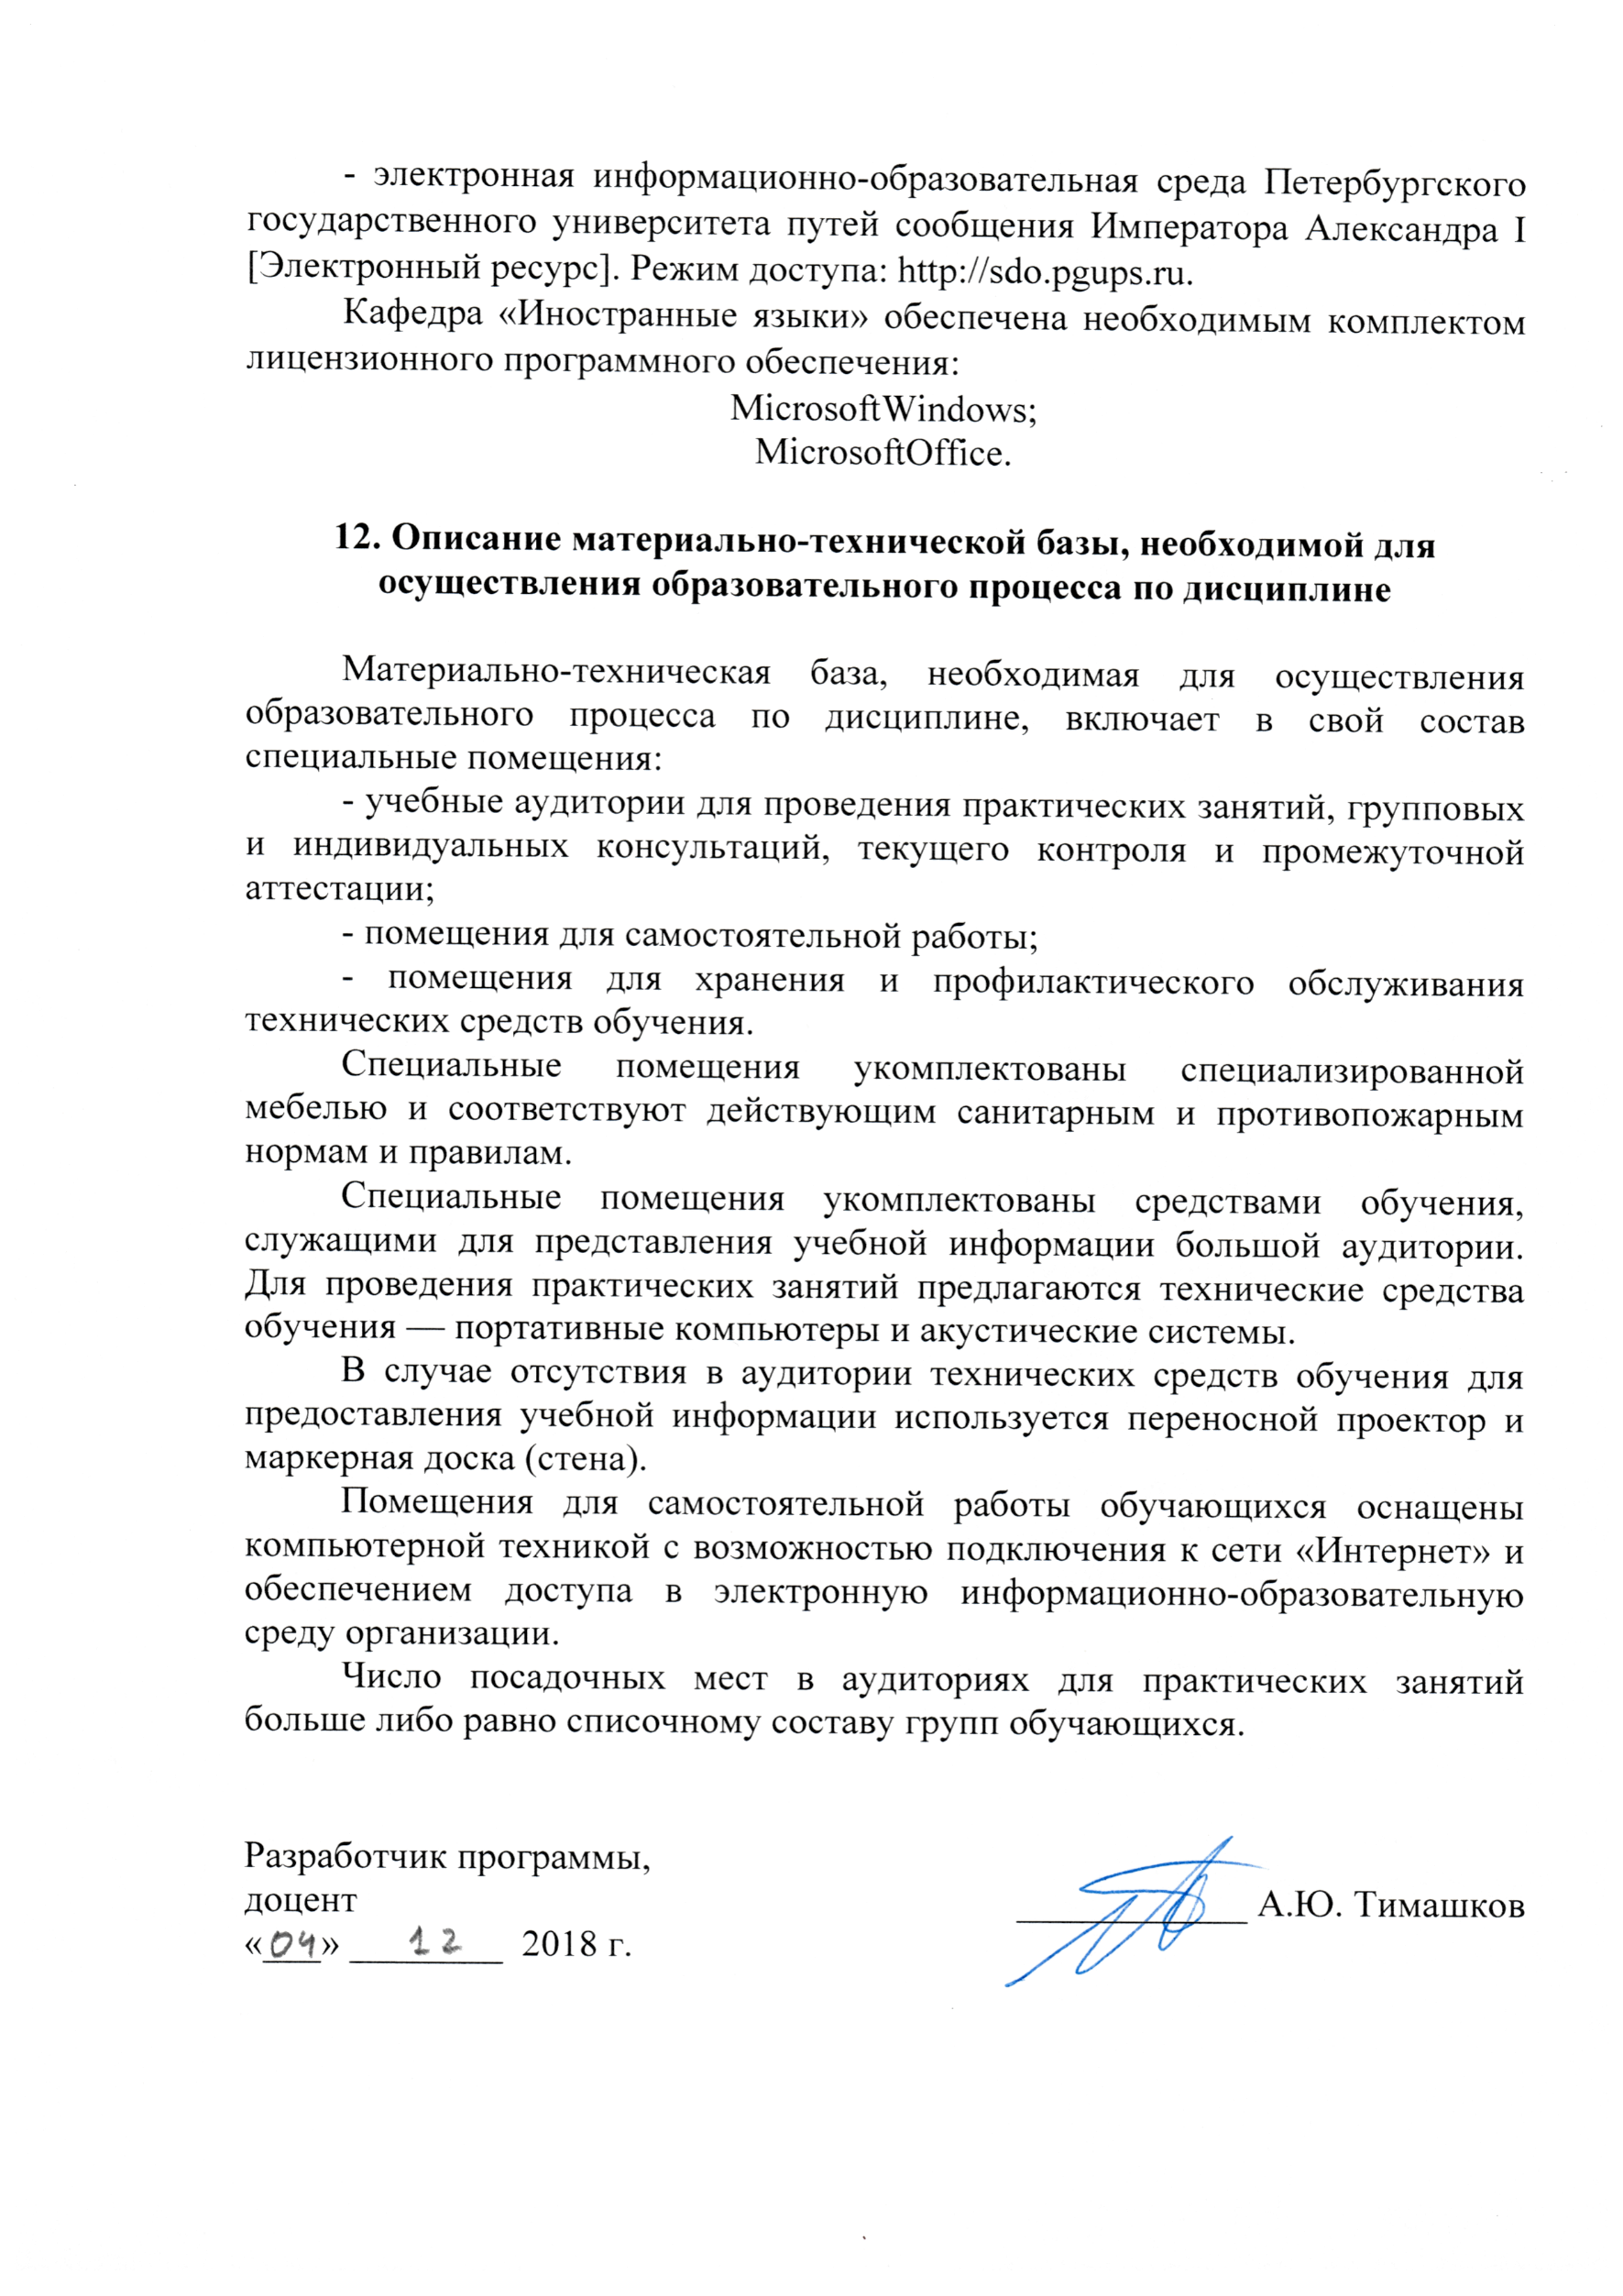 - электронная информационно-образовательная среда Петербургского
государственного университета путей сообщения Императора Александра I
[Электронный ресурс]. Режим доступа: http://sdo.pgups.ru.
Кафедра «Иностранные языки» обеспечена необходимым комплектом
лицензионного программного обеспечения:
MicrosoftWindows;
MicrosoftOffice.
12. Описание материально-технической базы, необходимой для
осуществления образовательного процесса по дисциплине
Материально-техническая база, необходимая для осуществления
образовательного процесса по дисциплине, включает в свой состав
специальные помещения:
- учебные аудитории для проведения практических занятий, групповых
и индивидуальных консультаций, текущего контроля и промежуточной
аттестации;
- помещения для самостоятельной работы;
- помещения для хранения и профилактического обслуживания
технических средств обучения.
Специальные помещения укомплектованы специализированной
мебелью и соответствуют действующим санитарным и противопожарным
нормам и правилам.
Специальные помещения укомплектованы средствами обучения,
служащими для представления учебной информации большой аудитории.
Для проведения практических занятий предлагаются технические средства
обучения — портативные компьютеры и акустические системы.
В случае отсутствия в аудитории технических средств обучения для
предоставления учебной информации используется переносной проектор и
маркерная доска (стена).
Помещения для самостоятельной работы обучающихся оснащены
компьютерной техникой с возможностью подключения к сети «Интернет» и
обеспечением доступа в электронную информационно-образовательную
среду организации.
Число посадочных мест в аудиториях для практических занятий
больше либо равно списочному составу групп обучающихся.
Разработчик программы,
доцент
А.Ю. Тимашков
«04» 12 2018 г.